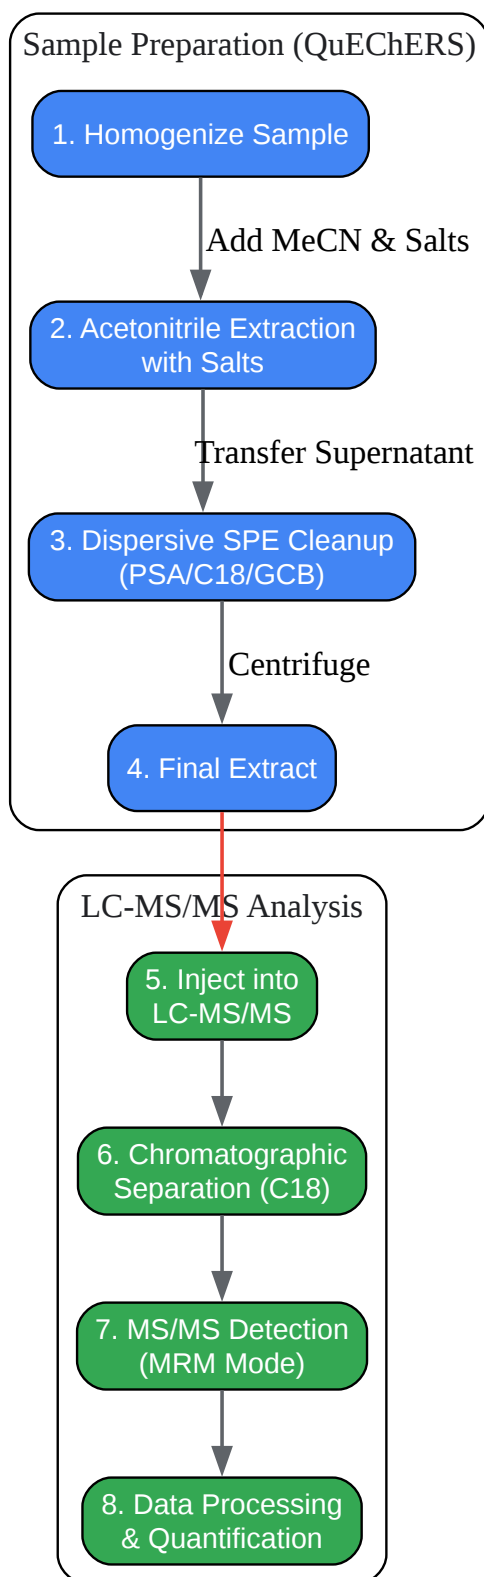 Sample Preparation (QuEChERS)
1. Homogenize Sample
Add MeCN & Salts
2. Acetonitrile Extraction
with Salts
Transfer Supernatant
3. Dispersive SPE Cleanup
(PSA/C18/GCB)
Centrifuge
4. Final Extract
LC-MS/MS Analysis
5. Inject into
LC-MS/MS
6. Chromatographic
Separation (C18)
7. MS/MS Detection
(MRM Mode)
8. Data Processing
& Quantification